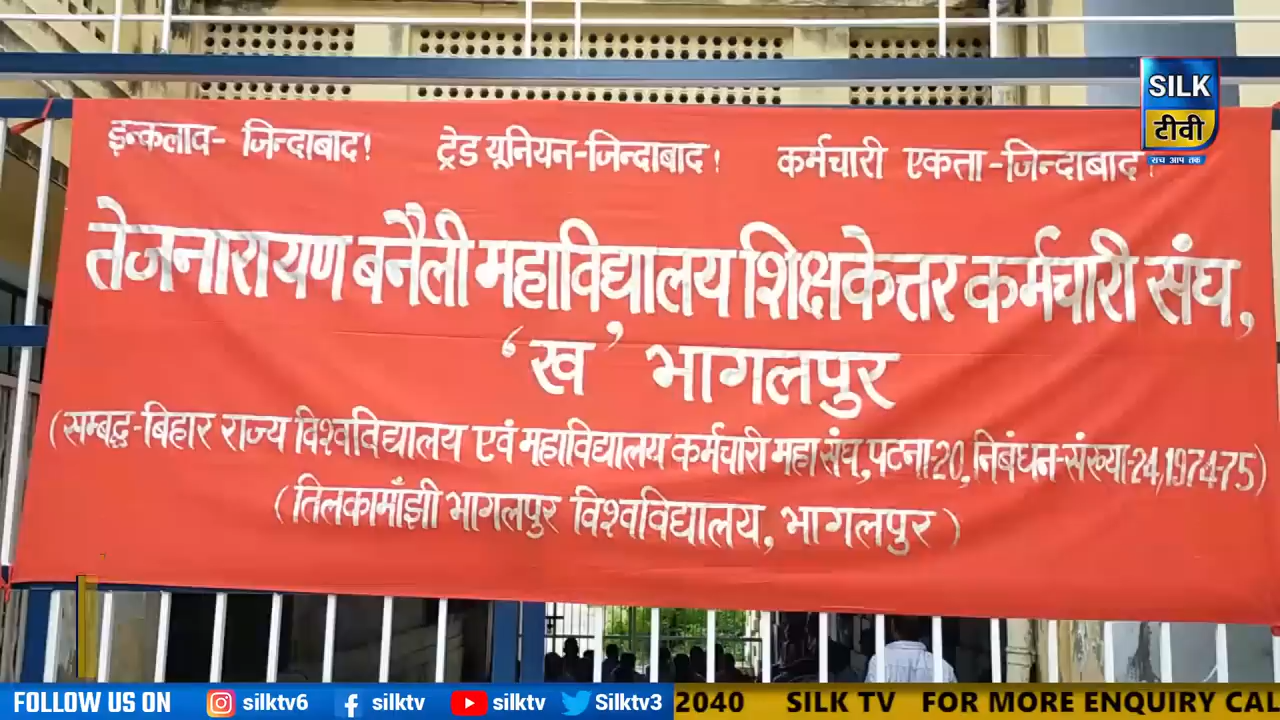 इन्कलाव- जिन्दाबाद! ट्रेड यूनियन-जिन्दाबाद! कर्मचारी एकता-जिन्दाबाद
तेजनारायण बनैली महाविद्यालय शिक्षकेत्तर कर्मचारी संघ,
‘ख’ भागलपुर
(सम्बद्ध-बिहार राज्य विश्वविद्यालय एवं महाविद्यालय कर्मचारी महासंघ, पटना-20, निबंधन-संख्या-24, 1974-75)
(तिलकामाँझी भागलपुर विश्वविद्यालय, भागलपुर)
SILK
टीवी
सच आप तक
FOLLOW US ON silktv6 silktv silktv Silktv3 2040 SILK TV FOR MORE ENQUIRY CAL